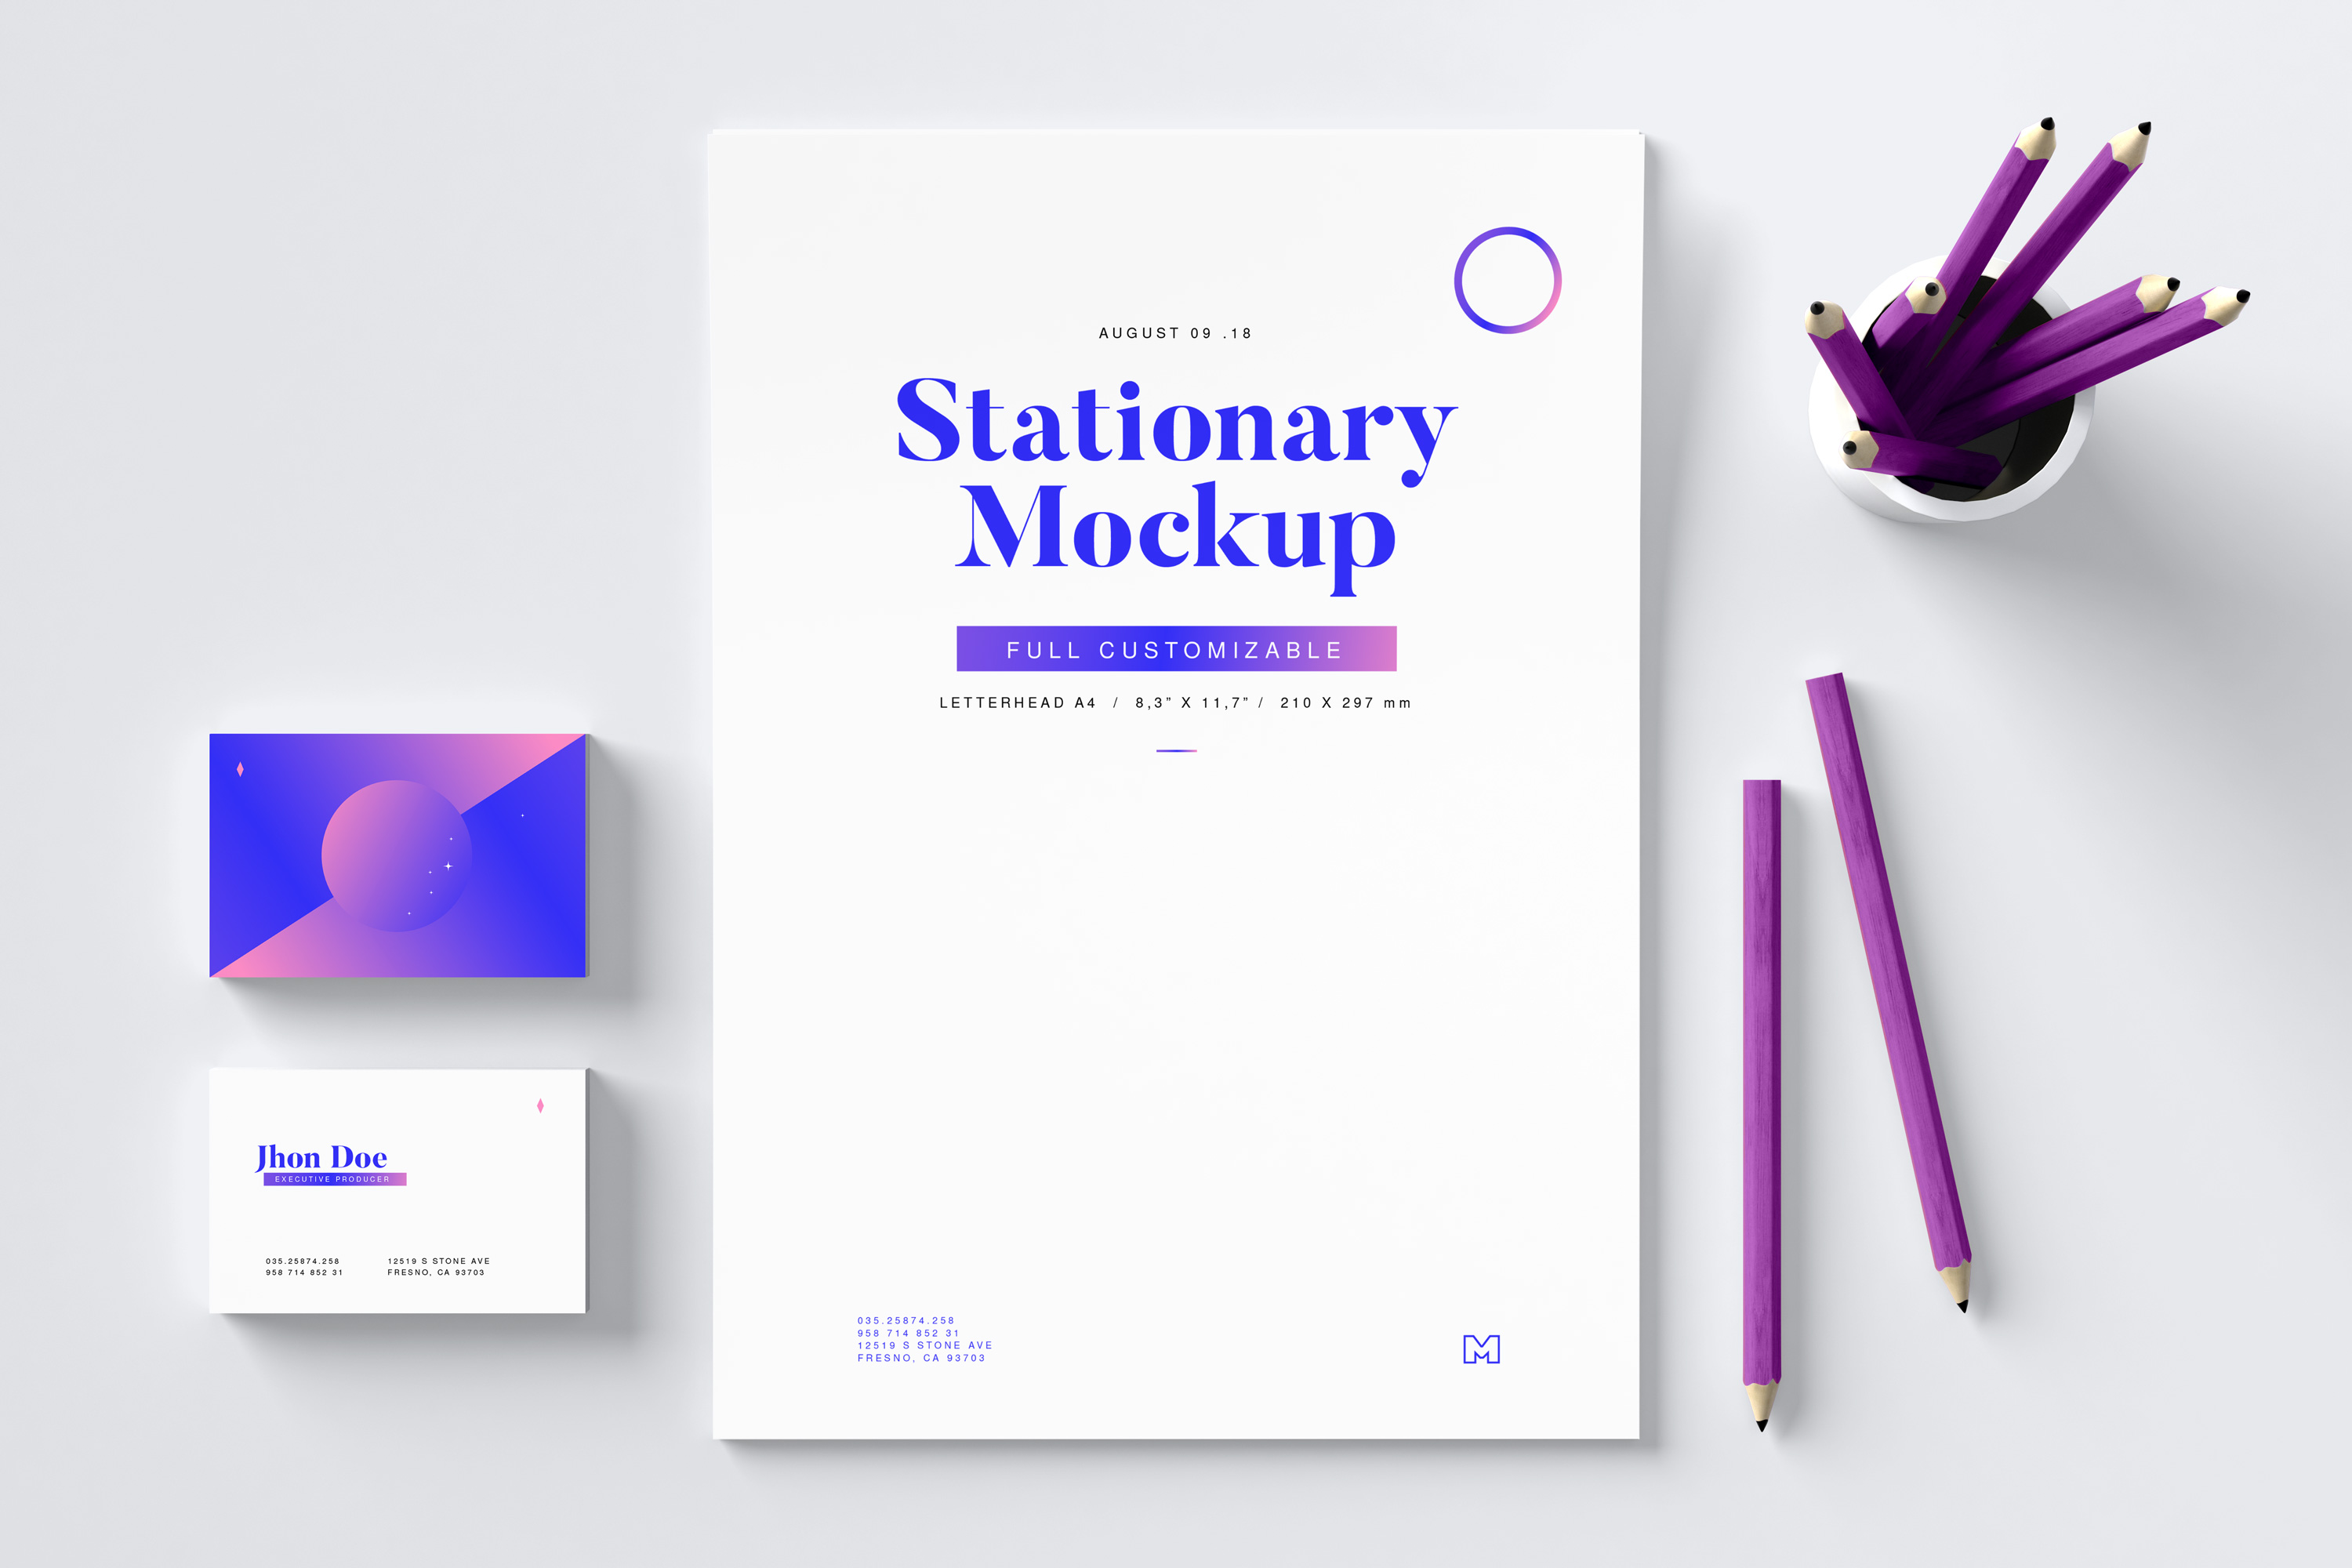 AUGUST 09 .18
Stationary
Mockup
FULL CUSTOMIZABLE
LETTERHEAD A4 / 8,3” X 11,7” / 210 X 297 mm
Jhon Doe
EXECUTIVE PRODUCER
035.25874.258
958 714 852 31
12519 S STONE AVE
FRESNO, CA 93703
035.25874.258
958 714 852 31
12519 S STONE AVE
FRESNO, CA 93703
M